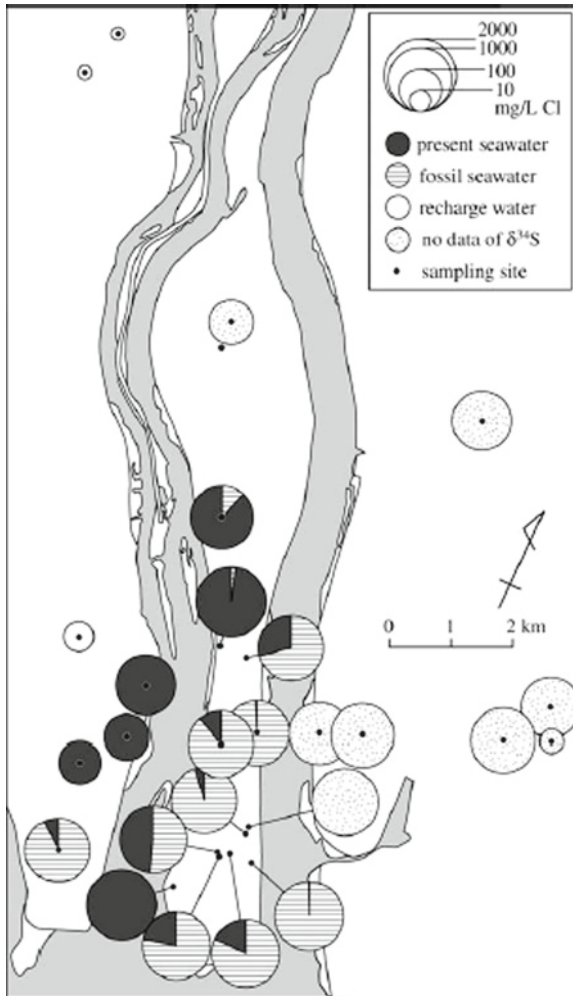 2000
1000
100
10
mg/L Cl
present seawater
fossil seawater
recharge water
no data of δ³⁴S
sampling site
0 1 2 km